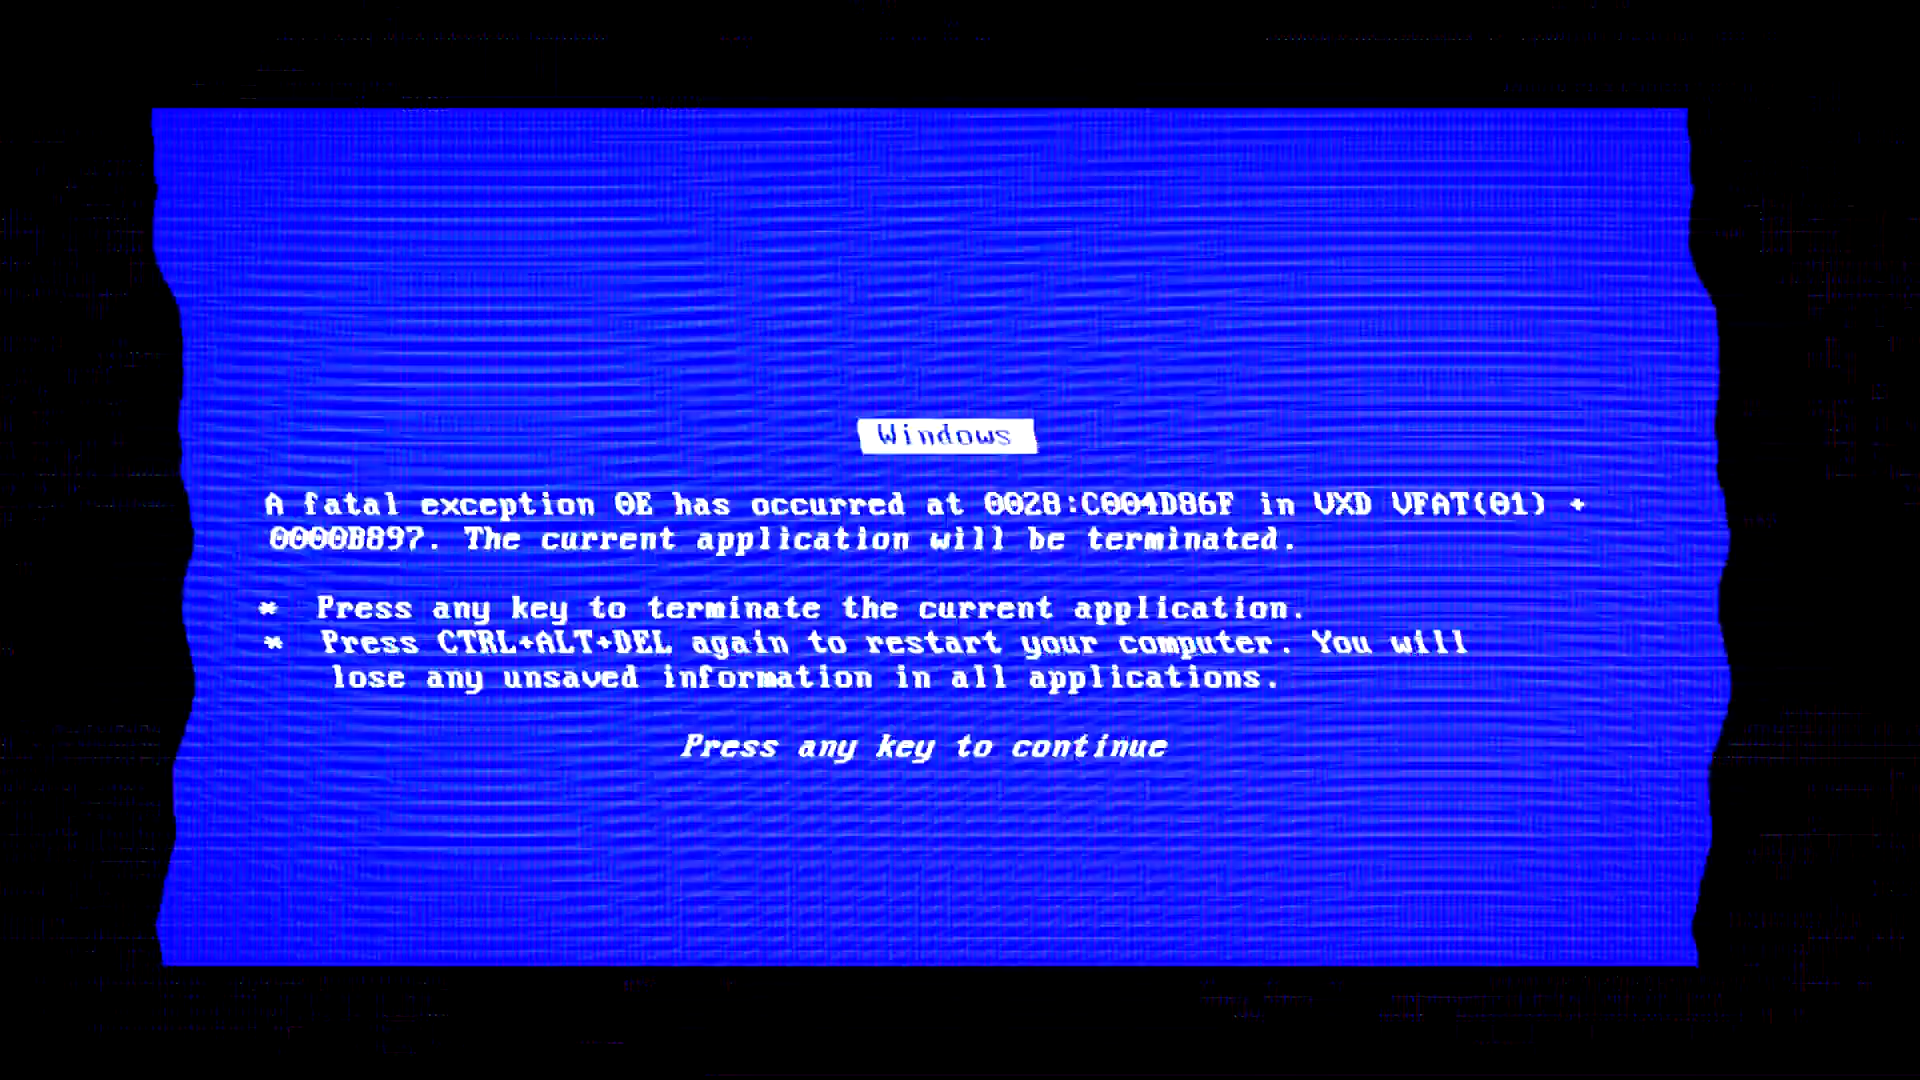 Windows
A fatal exception 0E has occurred at 0028:C004D86F in VXD VFAT(01) +
0000B897. The current application will be terminated.
* Press any key to terminate the current application.
* Press CTRL+ALT+DEL again to restart your computer. You will
lose any unsaved information in all applications.
Press any key to continue